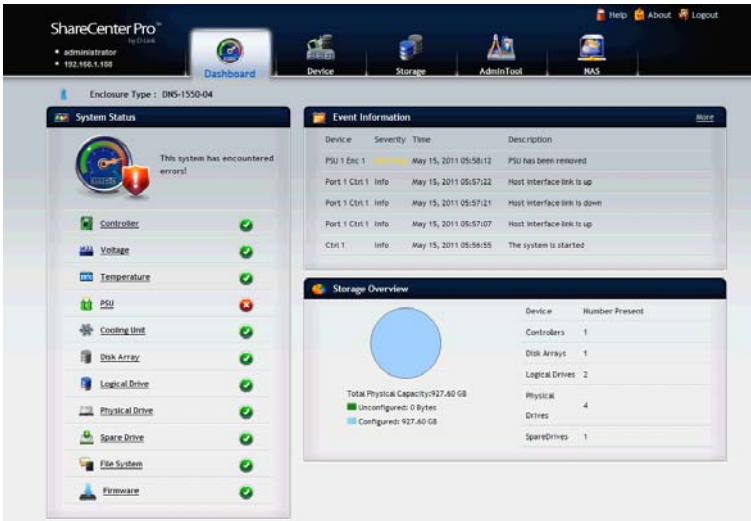 ShareCenter Pro™
by D-Link
administrator
192.168.1.188
Help About Logout
Dashboard Device Storage AdminTool NAS
Enclosure Type : DNS-1550-04
System Status
This system has encountered
errors!
Controller
Voltage
Temperature
PSU
Cooling Unit
Disk Array
Logical Drive
Physical Drive
Spare Drive
File System
Firmware
Event Information More
Device Severity Time Description
PSU 1 Enc 1 Warning May 15, 2011 05:58:12 PSU has been removed
Port 1 Ctrl 1 Info May 15, 2011 05:57:22 Host interface link is up
Port 1 Ctrl 1 Info May 15, 2011 05:57:21 Host interface link is down
Port 1 Ctrl 1 Info May 15, 2011 05:57:07 Host interface link is up
Ctrl 1 Info May 15, 2011 05:56:55 The system is started
Storage Overview
Total Physical Capacity:927.60 GB
Unconfigured: 0 Bytes
Configured: 927.60 GB
Device Number Present
Controllers 1
Disk Arrays 1
Logical Drives 2
Physical
Drives 4
SpareDrives 1